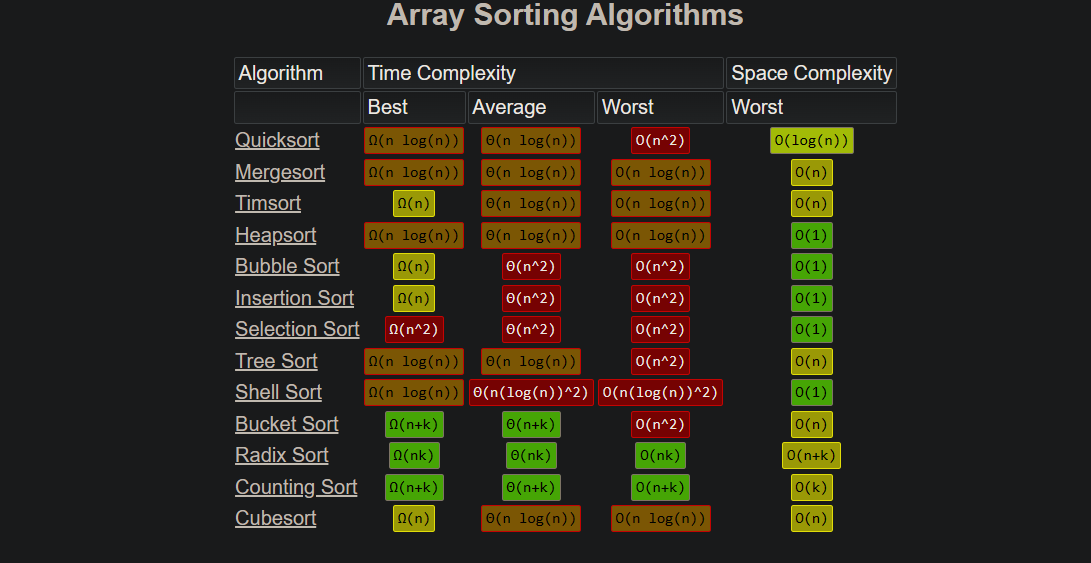 Array Sorting Algorithms
Algorithm Time Complexity Space Complexity
Best Average Worst Worst
Quicksort Ω(n log(n)) Θ(n log(n)) O(n^2) O(log(n))
Mergesort Ω(n log(n)) Θ(n log(n)) O(n log(n)) O(n)
Timsort Ω(n) Θ(n log(n)) O(n log(n)) O(n)
Heapsort Ω(n log(n)) Θ(n log(n)) O(n log(n)) O(1)
Bubble Sort Ω(n) Θ(n^2) O(n^2) O(1)
Insertion Sort Ω(n) Θ(n^2) O(n^2) O(1)
Selection Sort Ω(n^2) Θ(n^2) O(n^2) O(1)
Tree Sort Ω(n log(n)) Θ(n log(n)) O(n^2) O(n)
Shell Sort Ω(n log(n)) Θ(n(log(n))^2) O(n(log(n))^2) O(1)
Bucket Sort Ω(n+k) Θ(n+k) O(n^2) O(n)
Radix Sort Ω(nk) Θ(nk) O(nk) O(n+k)
Counting Sort Ω(n+k) Θ(n+k) O(n+k) O(k)
Cubesort Ω(n) Θ(n log(n)) O(n log(n)) O(n)